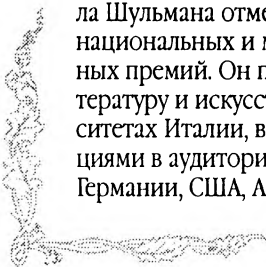 ла Шульмана отме
национальных и
ных премий. Он п
тературу и искусс
ситетах Италии, в
циями в аудитори
Германии, США, А